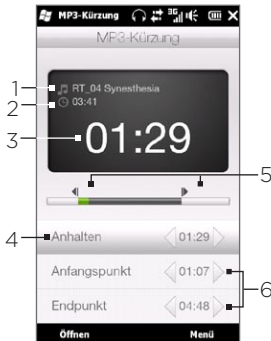 MP3-Kürzung 3G
MP3-Kürzung
1 RT_04 Synesthesia
2 03:41
3 01:29
5
4 Anhalten 01:29
Anfangspunkt 01:07
6
Endpunkt 04:48
Öffnen Menü